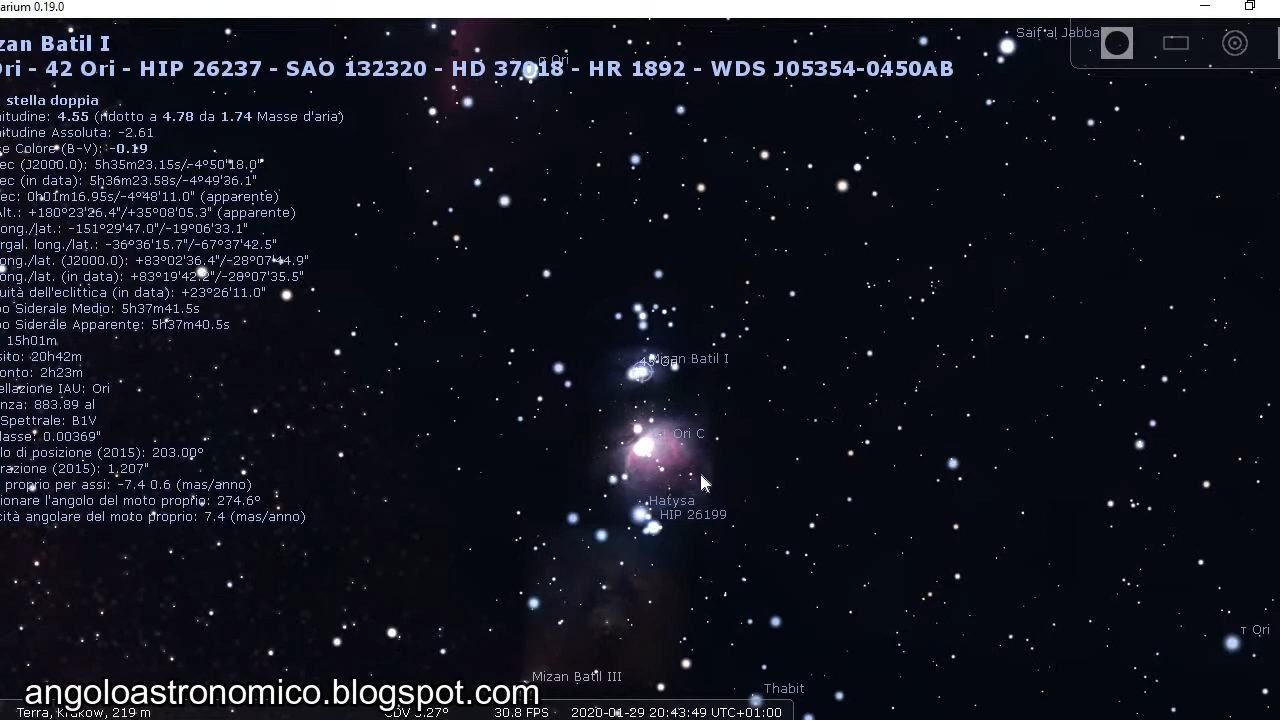 arium 0.19.0
zan Batil I
Ori - 42 Ori - HIP 26237 - SAO 132320 - HD 37018 - HR 1892 - WDS J05354-0450AB
stella doppia
nitudine: 4.55 (ridotto a 4.78 da 1.74 Masse d'aria)
nitudine Assoluta: -2.61
e Colore (B-V): -0.19
ec (J2000.0): 5h35m23.15s/-4°50'18.0"
ec (in data): 5h36m23.58s/-4°49'36.1"
ec: 0h01m16.95s/-4°48'11.0" (apparente)
Alt.: +180°23'26.4"/+35°08'05.3" (apparente)
ong./lat.: -151°29'47.0"/-19°06'33.1"
ergal. long./lat.: -36°36'15.7"/-67°37'42.5"
ong./lat. (J2000.0): +83°02'36.4"/-28°07'44.9"
ong./lat. (in data): +83°19'42.2"/-28°07'35.5"
uità dell'eclittica (in data): +23°26'11.0"
po Siderale Medio: 5h37m41.5s
po Siderale Apparente: 5h37m40.5s
15h01m
sito: 20h42m
onto: 2h23m
ellazione IAU: Ori
nza: 883.89 al
Spettrale: B1V
lasse: 0.00369"
lo di posizione (2015): 203.00°
razione (2015): 1.207"
proprio per assi: -7.4 0.6 (mas/anno)
ionare l'angolo del moto proprio: 274.6°
cità angolare del moto proprio: 7.4 (mas/anno)
Saif al Jabba
η Ori
Mizan Batil I
45 Ori
Ori C
Hatysa
HIP 26199
τ Ori
Mizan Batil III
Thabit
angoloastronomico.blogspot.com
Terra, Krakow, 219 m
CDV 3.27°
30.8 FPS
2020-01-29 20:43:49 UTC+01:00